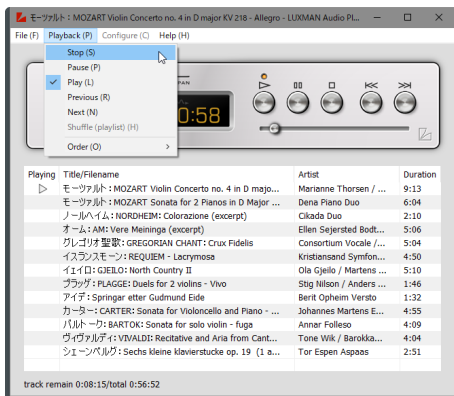 モーツァルト：MOZART Violin Concerto no. 4 in D major KV 218 - Allegro - LUXMAN Audio Pl...
File (F) Playback (P) Configure (C) Help (H)
Stop (S)
Pause (P)
Play (L)
Previous (R)
Next (N)
Shuffle (playlist) (H)
Order (O)
PAN
0:58
Playing Title/Filename Artist Duration
モーツァルト：MOZART Violin Concerto no. 4 in D majo... Marianne Thorsen / ... 9:13
モーツァルト：MOZART Sonata for 2 Pianos in D Major ... Dena Piano Duo 6:04
ノールヘイム：NORDHEIM: Colorazione (excerpt) Cikada Duo 2:10
オーム：AM: Vere Meininga (excerpt) Ellen Sejersted Bodt... 5:06
グレゴリオ聖歌：GREGORIAN CHANT: Crux Fidelis Consortium Vocale /... 5:04
イスランスモーン：REQUIEM - Lacrymosa Kristiansand Symfon... 4:50
イェイロ：GJEILO: North Country II Ola Gjeilo / Martens ... 5:10
プラッゲ：PLAGGE: Duels for 2 violins - Vivo Stig Nilson / Anders ... 1:46
アイデ：Springar etter Gudmund Eide Berit Opheim Versto 1:32
カーター：CARTER: Sonata for Violoncello and Piano - ... Johannes Martens E... 4:55
バルトーク：BARTOK: Sonata for solo violin - fuga Annar Folleso 4:09
ヴィヴァルディ：VIVALDI: Recitative and Aria from Cant... Tone Wik / Barokka... 4:04
シェーンベルグ：Sechs kleine klavierstucke op. 19 (1 a... Tor Espen Aspaas 2:51
track remain 0:08:15/total 0:56:52